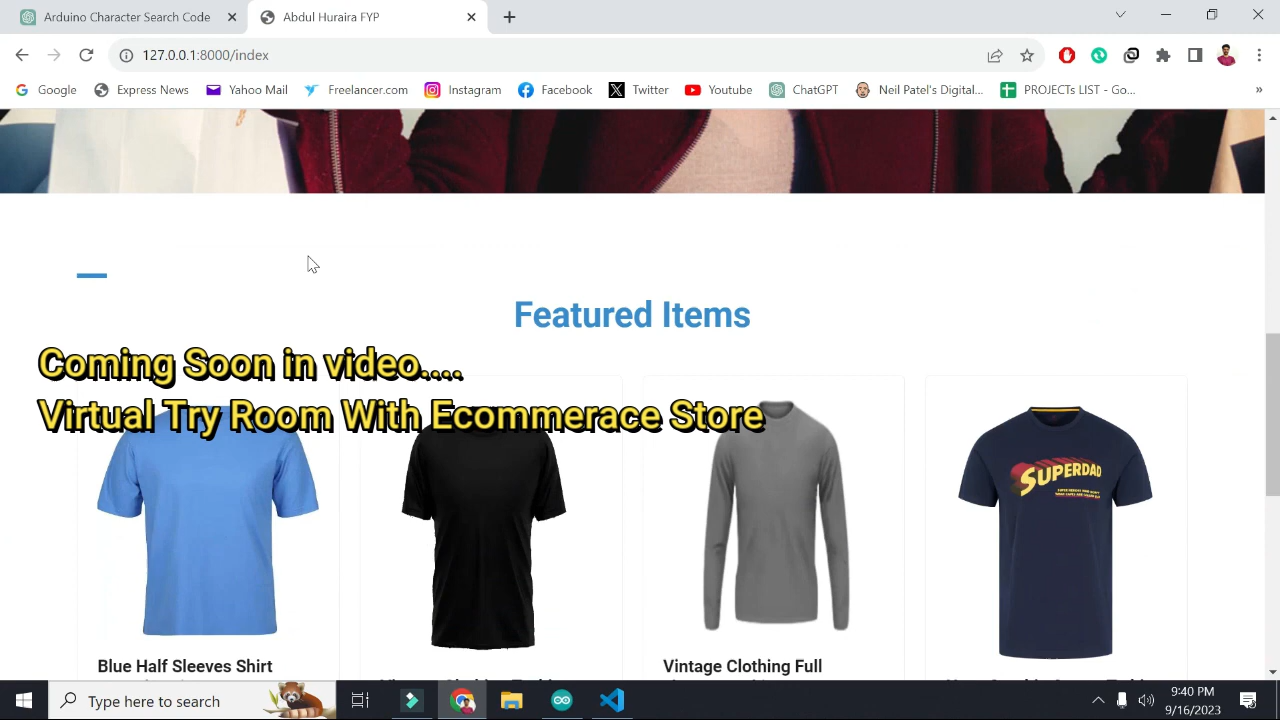 Arduino Character Search Code
Abdul Huraira FYP
127.0.0.1:8000/index
Google
Express News
Yahoo Mail
Freelancer.com
Instagram
Facebook
Twitter
Youtube
ChatGPT
Neil Patel's Digital...
PROJECTs LIST - Go...
»
Featured Items
Coming Soon in video....
Virtual Try Room With Ecommerace Store
SUPERDAD
Blue Half Sleeves Shirt
Vintage Clothing Full
Type here to search
9:40 PM
9/16/2023